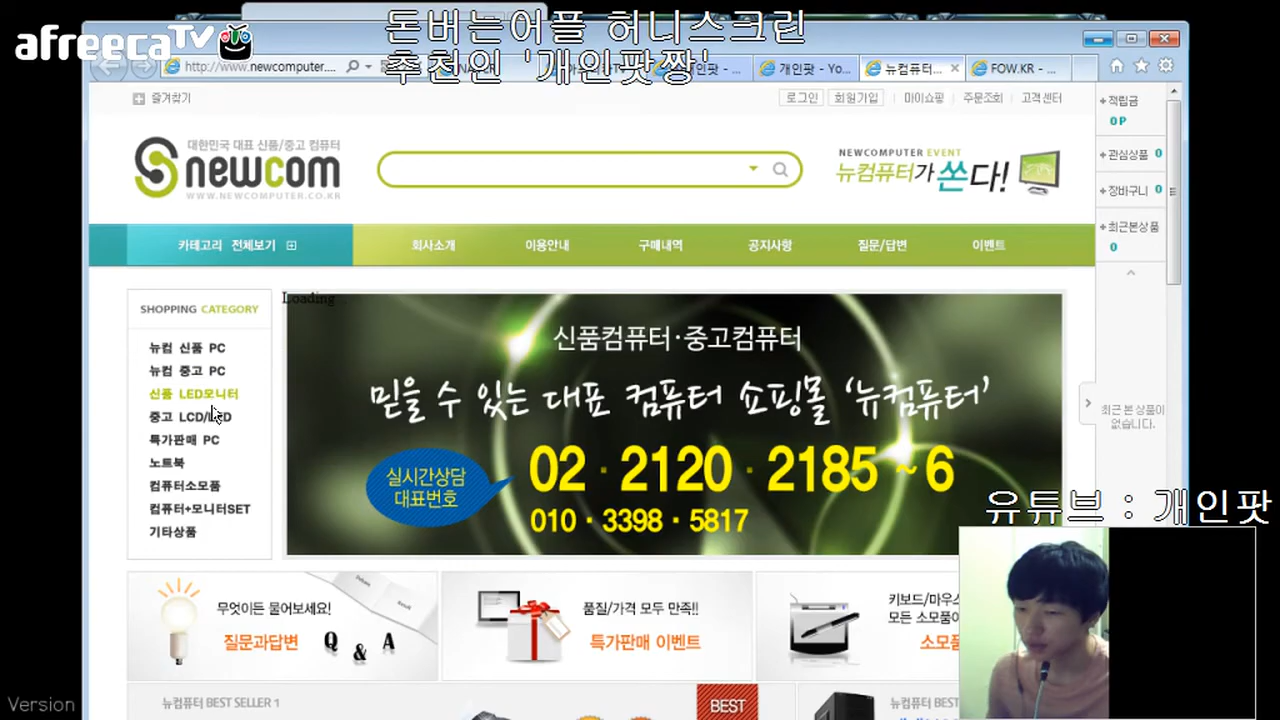 afreecaTV
돈버는어플 허니스크린
추천인 '개인팟짱'
http://www.newcomputer....
개인팟 - Yo...
뉴컴퓨터...
FOW.KR - ...
즐겨찾기
로그인
회원가입
마이쇼핑
주문조회
고객센터
적립금
0 P
관심상품 0
장바구니 0
최근본상품
0
대한민국 대표 신품/중고 컴퓨터
newcom
WWW.NEWCOMPUTER.CO.KR
NEWCOMPUTER EVENT
뉴컴퓨터가 쏜다!
카테고리 전체보기
회사소개
이용안내
구매내역
공지사항
질문/답변
이벤트
SHOPPING CATEGORY
뉴컴 신품 PC
뉴컴 중고 PC
신품 LED모니터
중고 LCD/LED
특가판매 PC
노트북
컴퓨터소모품
컴퓨터+모니터SET
기타상품
Loading
신품컴퓨터·중고컴퓨터
믿을 수 있는 대표 컴퓨터 쇼핑몰 '뉴컴퓨터'
실시간상담
대표번호
02 · 2120 · 2185 ~ 6
010 · 3398 · 5817
최근 본 상품이
없습니다.
유튜브 : 개인팟
무엇이든 물어보세요!
질문과답변
Q & A
품질/가격 모두 만족!!
특가판매 이벤트
키보드/마우스
모든 소모품이
소모품
Version
뉴컴퓨터 BEST SELLER 1
BEST
뉴컴퓨터 BEST